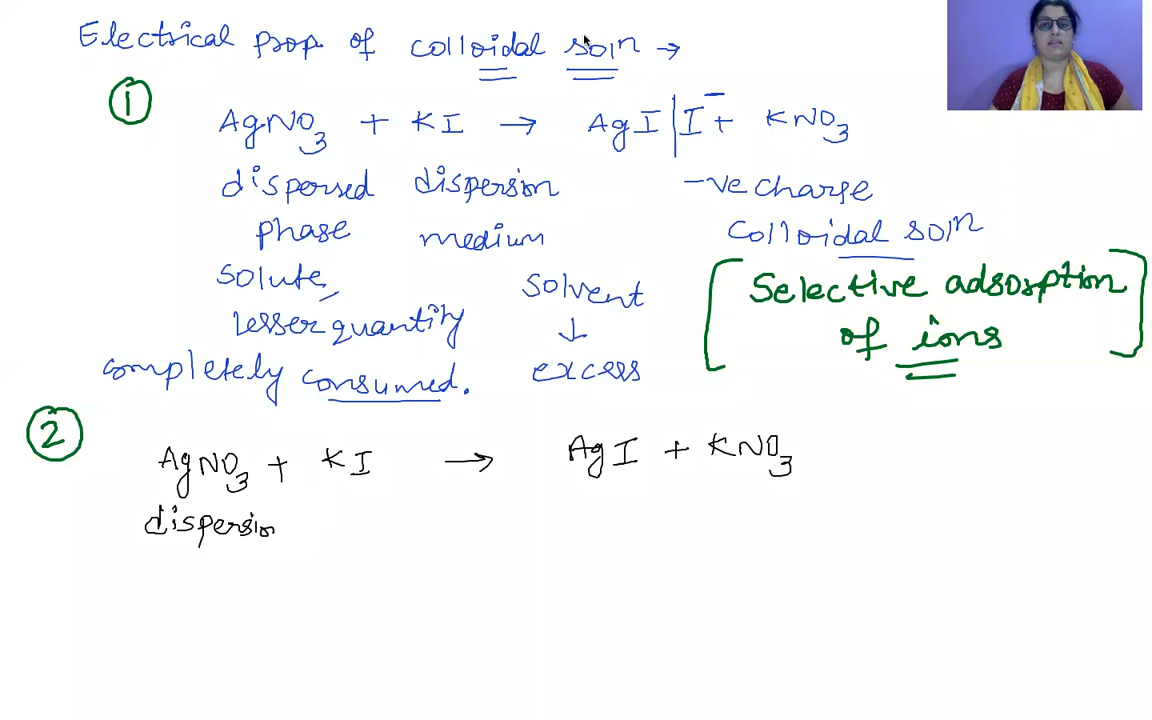 Electrical prop. of colloidal soln →
① AgNO₃ + KI → AgI|I⁻ + KNO₃
dispersed dispersion -ve charge
phase medium colloidal soln
solute, solvent [Selective adsorption
lesser quantity ↓ of ions]
completely consumed. excess
② AgNO₃ + KI → AgI + KNO₃
dispersion